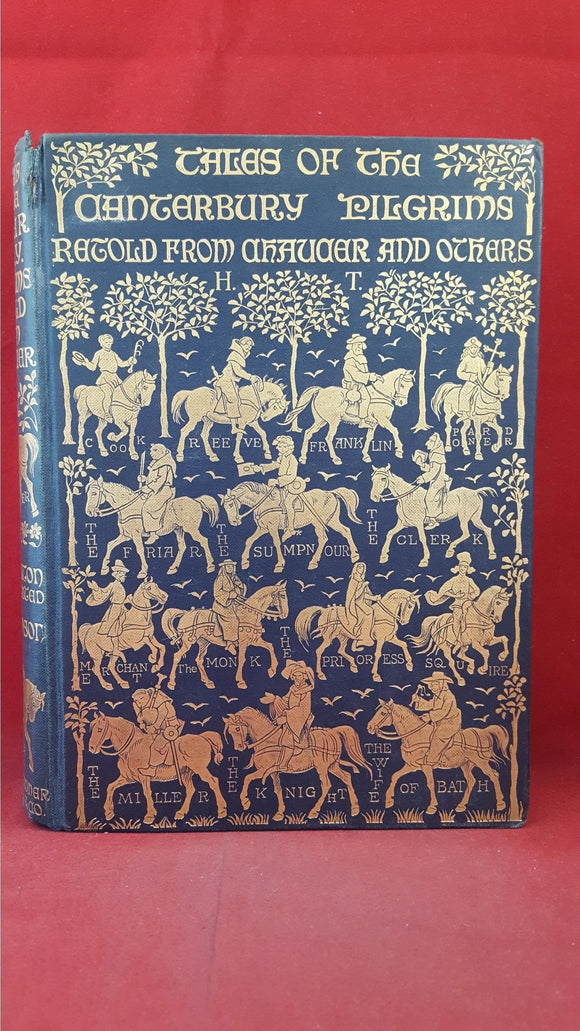 TALES OF THE
CANTERBURY PILGRIMS
RETOLD FROM CHAUCER AND OTHERS
H. T.
COOK REEVE FRANKLIN PARDONER
THE FRIAR THE SUMPNOUR THE CLERK
MERCHANT THE MONK THE PRIORESS SQUIRE
THE MILLER THE KNIGHT THE WIFE OF BATH